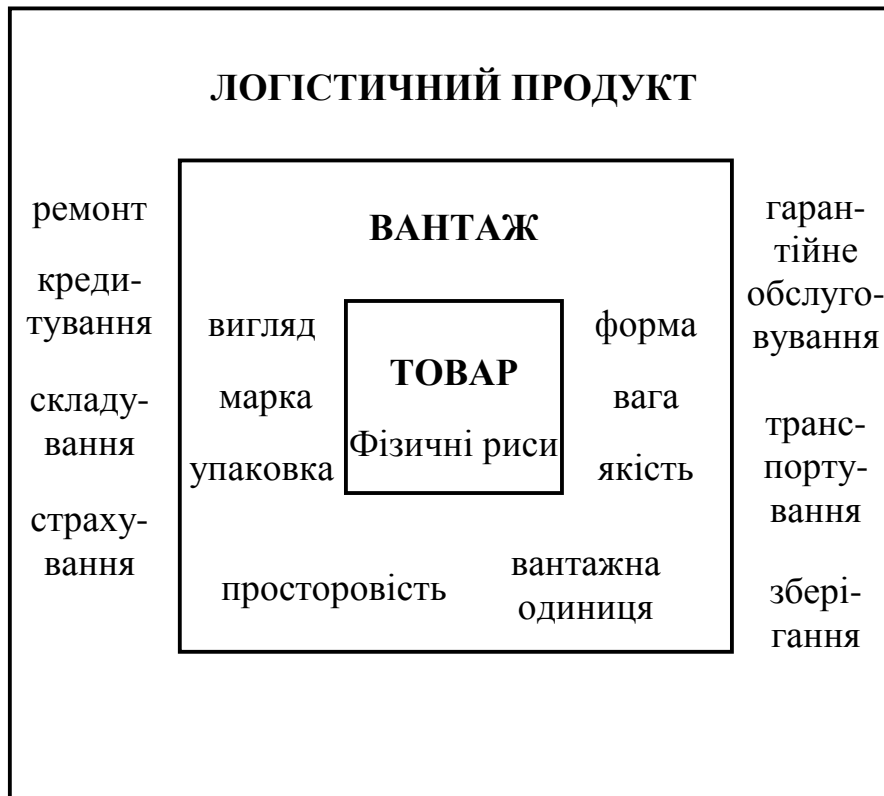 ЛОГІСТИЧНИЙ ПРОДУКТ
ремонт
креди-
тування
складу-
вання
страху-
вання
ВАНТАЖ
вигляд
марка
упаковка
ТОВАР
Фізичні риси
форма
вага
якість
просторовість
вантажна
одиниця
гаран-
тійне
обслуго-
вування
транс-
порту-
вання
збері-
гання